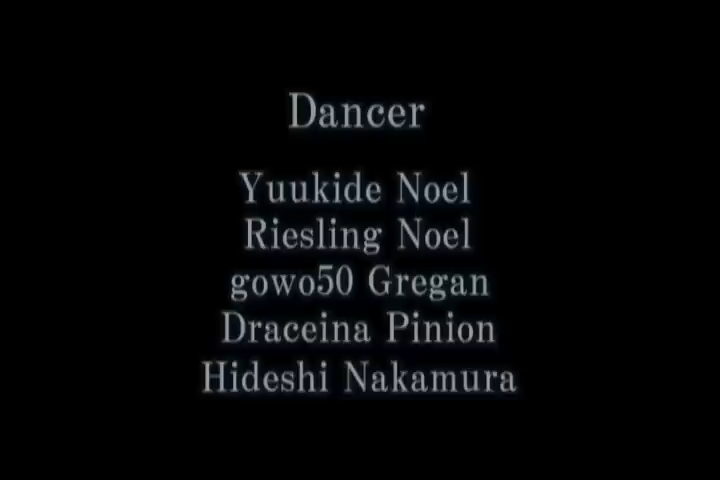 Dancer
Yuukide Noel
Riesling Noel
gowo50 Gregan
Draceina Pinion
Hideshi Nakamura